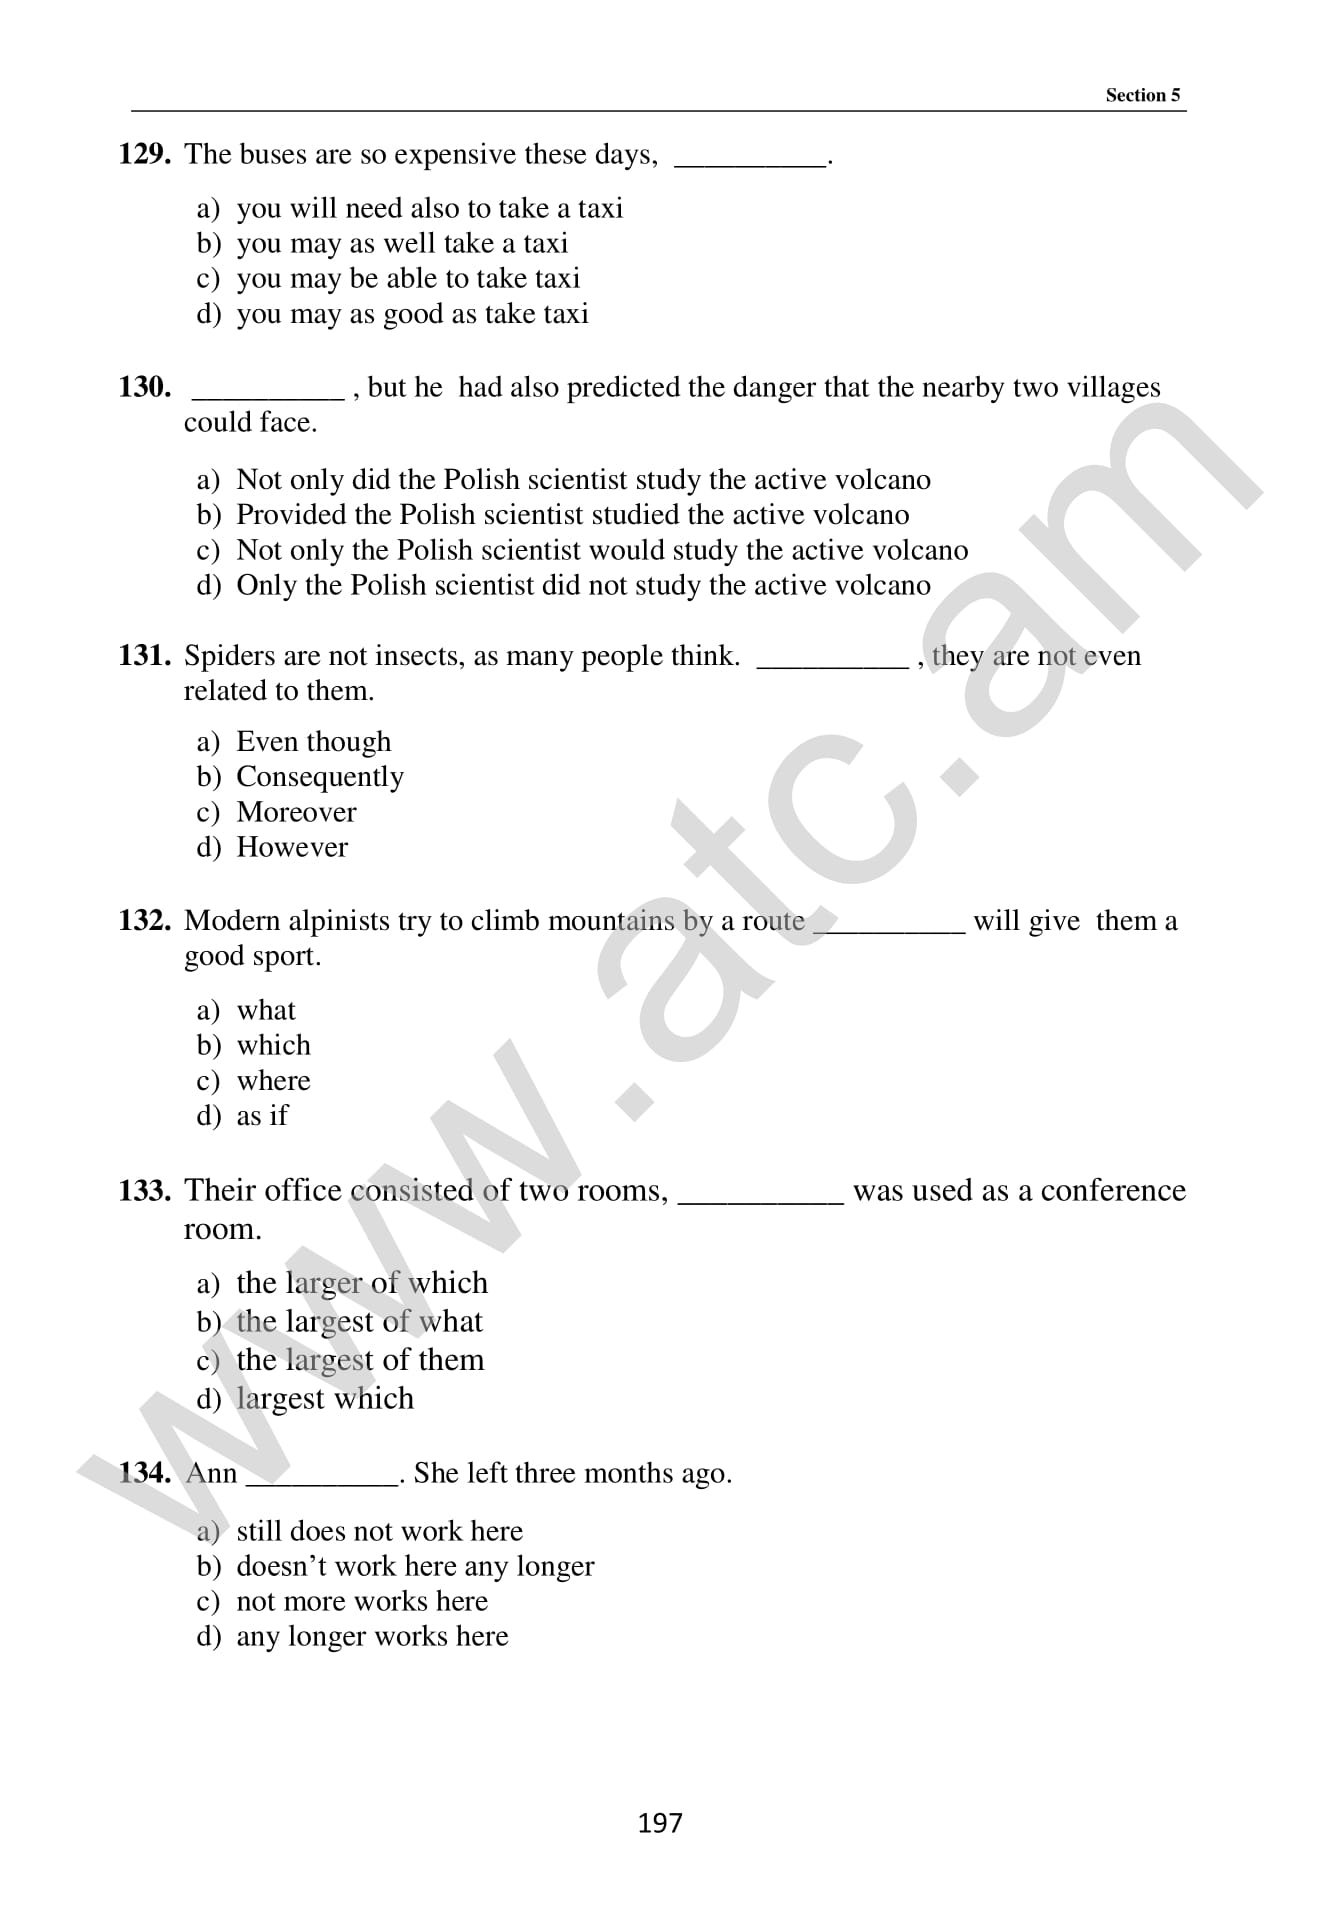 Section 5
129. The buses are so expensive these days, __________.
a) you will need also to take a taxi
b) you may as well take a taxi
c) you may be able to take taxi
d) you may as good as take taxi
130. __________ , but he had also predicted the danger that the nearby two villages
could face.
a) Not only did the Polish scientist study the active volcano
b) Provided the Polish scientist studied the active volcano
c) Not only the Polish scientist would study the active volcano
d) Only the Polish scientist did not study the active volcano
131. Spiders are not insects, as many people think. __________ , they are not even
related to them.
a) Even though
b) Consequently
c) Moreover
d) However
132. Modern alpinists try to climb mountains by a route __________ will give them a
good sport.
a) what
b) which
c) where
d) as if
133. Their office consisted of two rooms, __________ was used as a conference
room.
a) the larger of which
b) the largest of what
c) the largest of them
d) largest which
134. Ann __________. She left three months ago.
a) still does not work here
b) doesn’t work here any longer
c) not more works here
d) any longer works here
197
www.atc.am